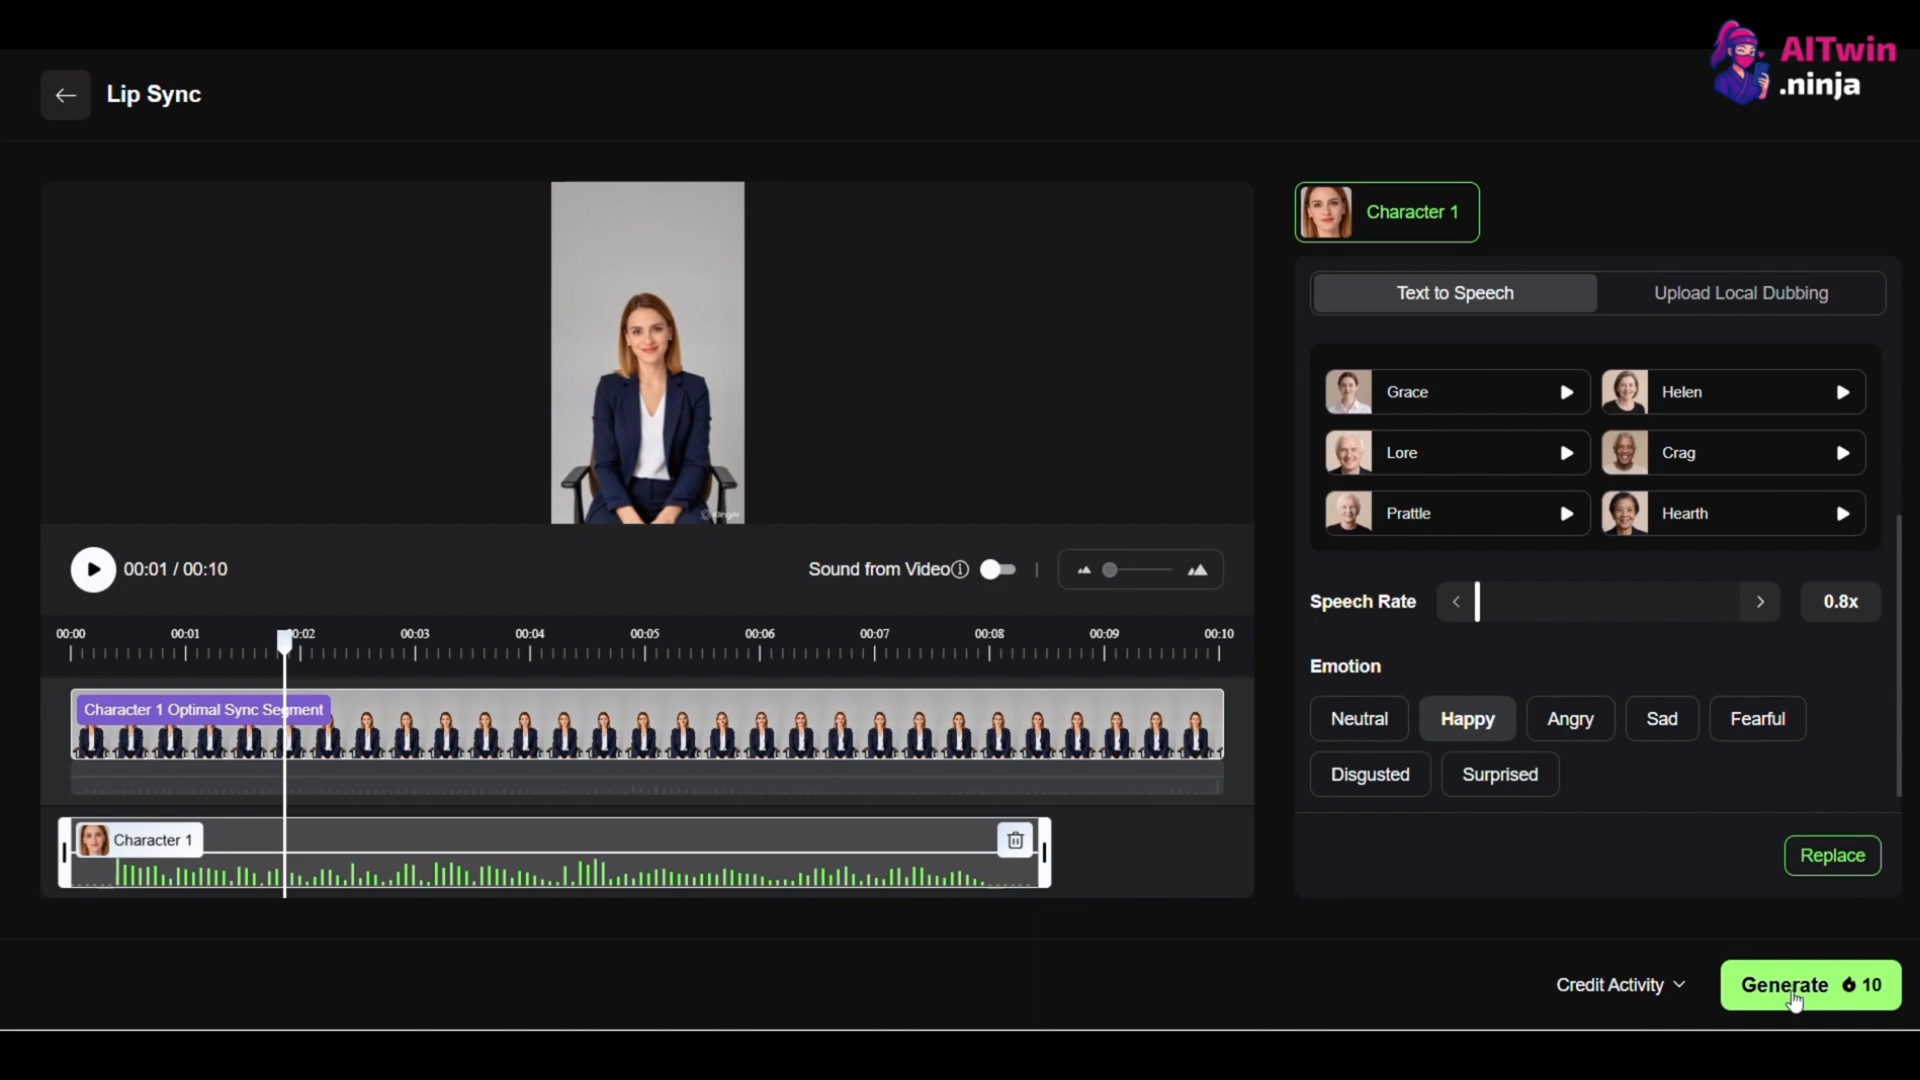 AITwin
.ninja
Lip Sync
Character 1
Text to Speech
Upload Local Dubbing
Grace
Helen
Lore
Crag
Prattle
Hearth
KlingAI
00:01 / 00:10
Sound from Video
Speech Rate
0.8x
00:00 00:01 00:02 00:03 00:04 00:05 00:06 00:07 00:08 00:09 00:10
Emotion
Neutral
Happy
Angry
Sad
Fearful
Character 1 Optimal Sync Segment
Disgusted
Surprised
Character 1
Replace
Credit Activity
Generate 10